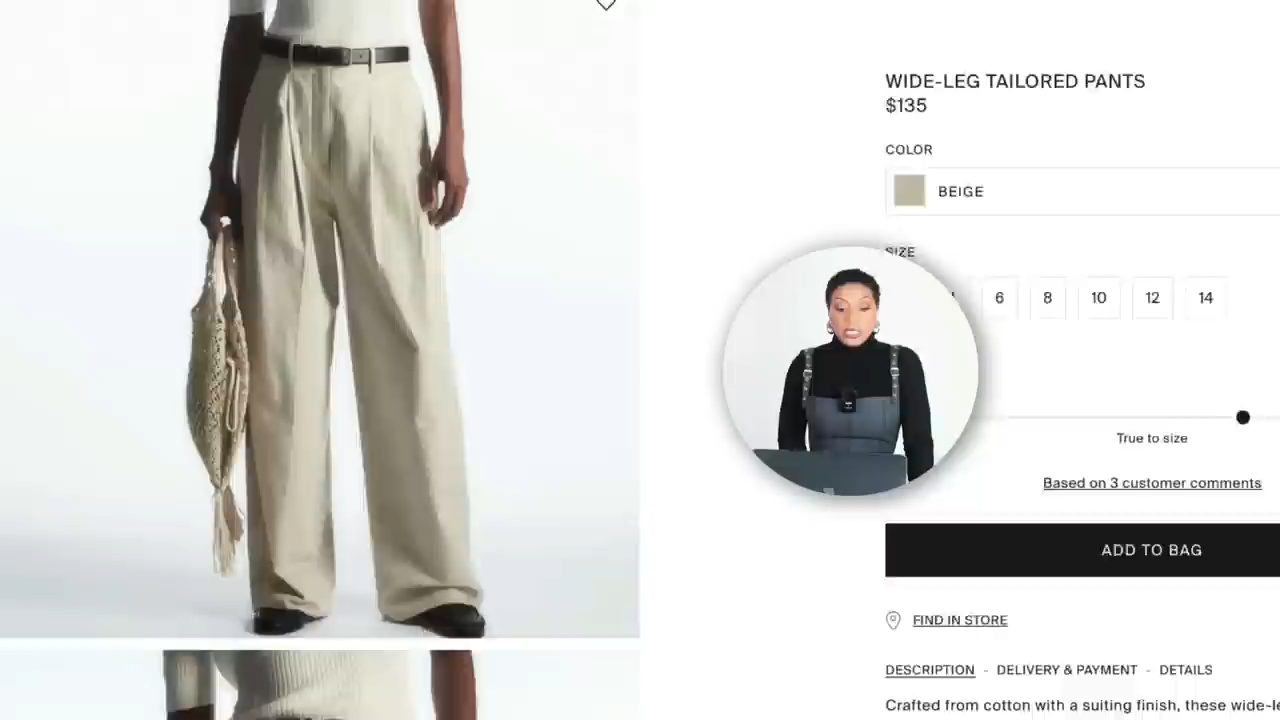 WIDE-LEG TAILORED PANTS
$135
COLOR
BEIGE
SIZE
6 8 10 12 14
True to size
Based on 3 customer comments
ADD TO BAG
FIND IN STORE
DESCRIPTION - DELIVERY & PAYMENT - DETAILS
Crafted from cotton with a suiting finish, these wide-le